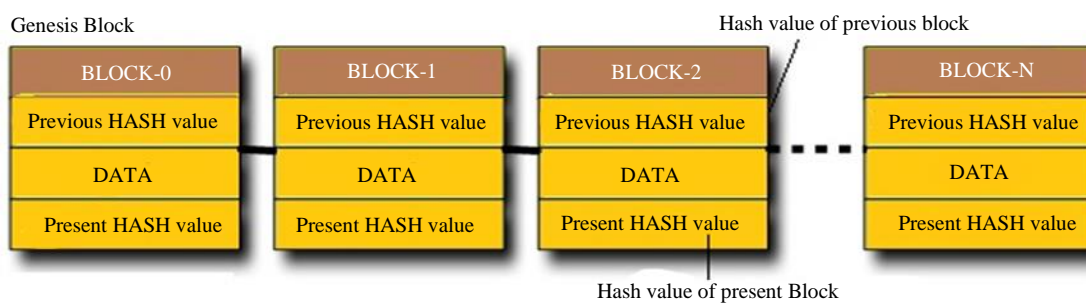 Genesis Block
Hash value of previous block
BLOCK-0
BLOCK-1
BLOCK-2
BLOCK-N
Previous HASH value
Previous HASH value
Previous HASH value
Previous HASH value
DATA
DATA
DATA
DATA
Present HASH value
Present HASH value
Present HASH value
Present HASH value
Hash value of present Block